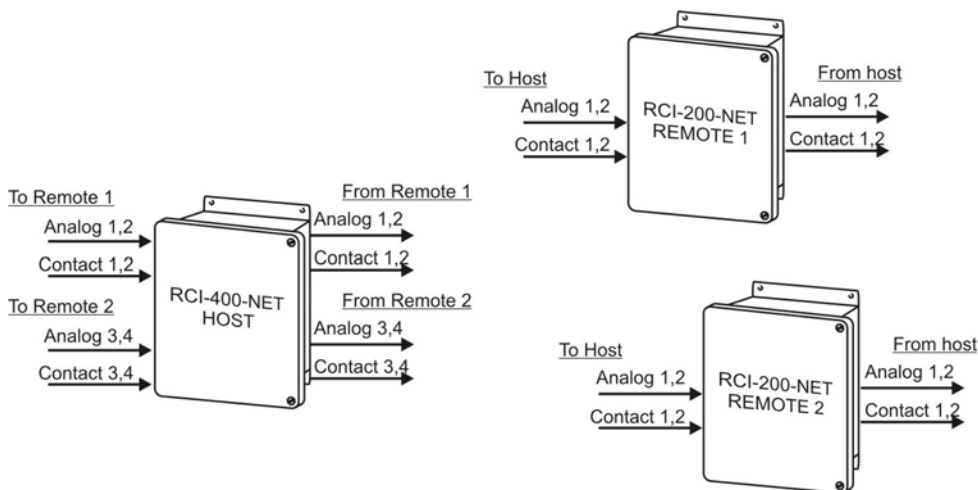 To Host
Analog 1,2
Contact 1,2
RCI-200-NET
REMOTE 1
From host
Analog 1,2
Contact 1,2
To Remote 1
Analog 1,2
Contact 1,2
To Remote 2
Analog 3,4
Contact 3,4
RCI-400-NET
HOST
From Remote 1
Analog 1,2
Contact 1,2
From Remote 2
Analog 3,4
Contact 3,4
To Host
Analog 1,2
Contact 1,2
RCI-200-NET
REMOTE 2
From host
Analog 1,2
Contact 1,2